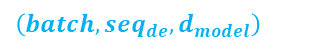 (batch, seq_de, d_model)